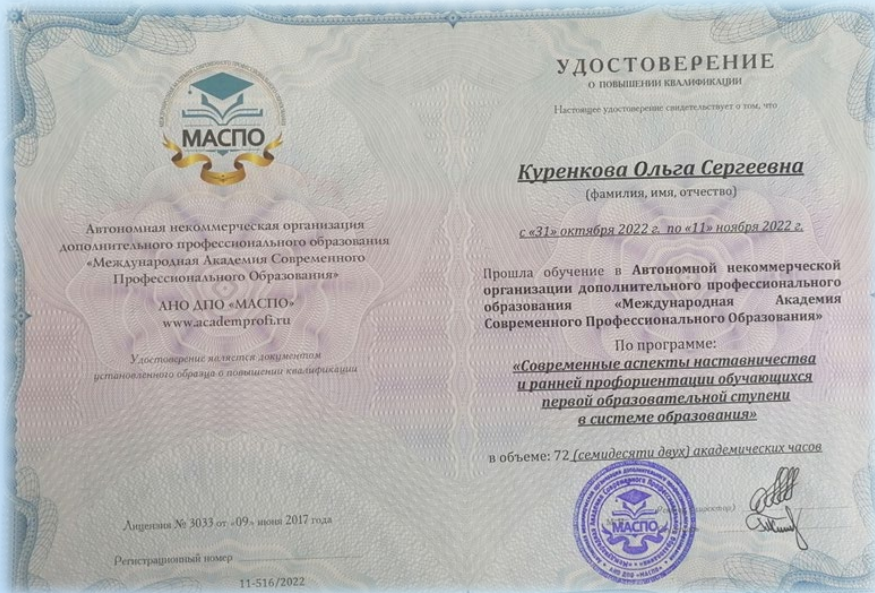 МАСПО
Автономная некоммерческая организация
дополнительного профессионального образования
«Международная Академия Современного
Профессионального Образования»
АНО ДПО «МАСПО»
www.academprofi.ru
Удостоверение является документом
установленного образца о повышении квалификации
Лицензия № 3033 от «09» июня 2017 года
Регистрационный номер
11-516/2022
УДОСТОВЕРЕНИЕ
О ПОВЫШЕНИИ КВАЛИФИКАЦИИ
Настоящее удостоверение свидетельствует о том, что
Куренкова Ольга Сергеевна
(фамилия, имя, отчество)
с «31» октября 2022 г. по «11» ноября 2022 г.
Прошла обучение в Автономной некоммерческой
организации дополнительного профессионального
образования «Международная Академия
Современного Профессионального Образования»
По программе:
«Современные аспекты наставничества
и ранней профориентации обучающихся
первой образовательной ступени
в системе образования»
в объеме: 72 (семидесяти двух) академических часов
МАСПО